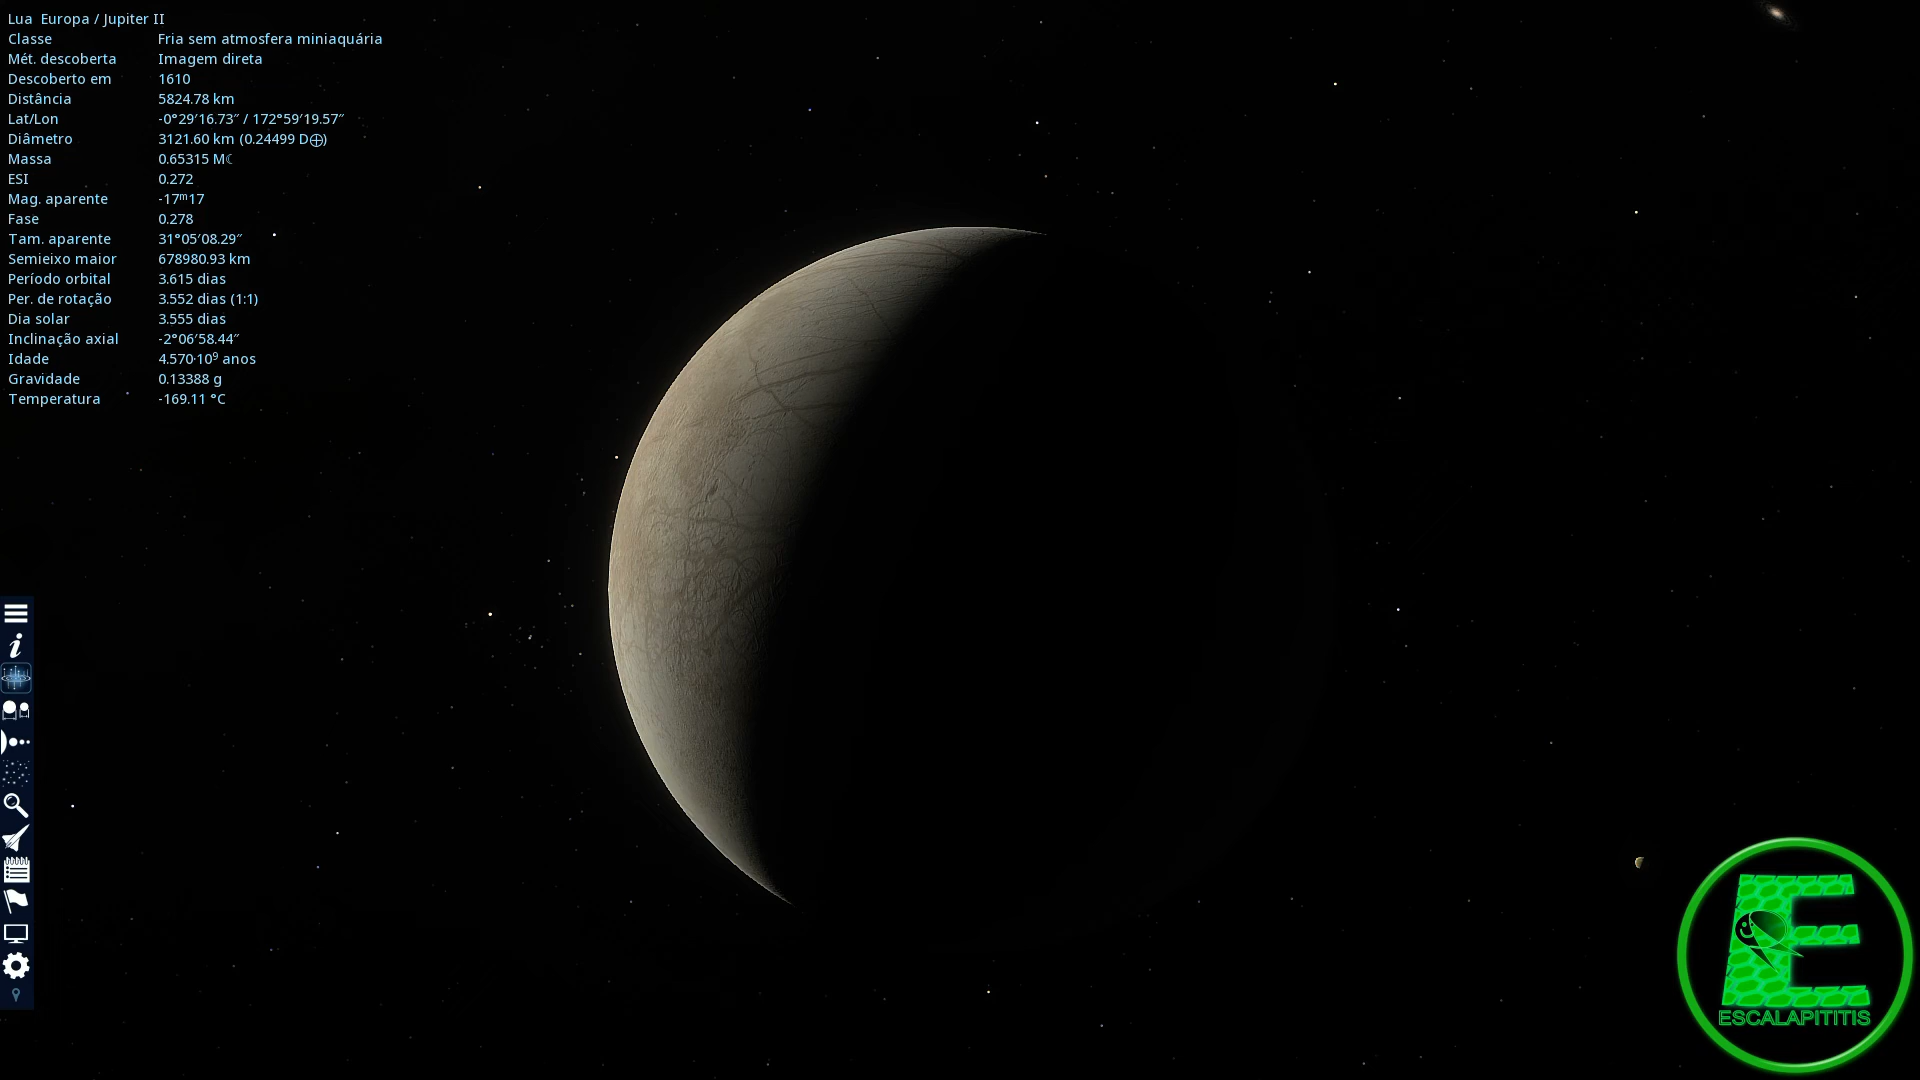 Lua  Europa / Jupiter II
Classe Fria sem atmosfera miniaquária
Mét. descoberta Imagem direta
Descoberto em 1610
Distância 5824.78 km
Lat/Lon -0°29′16.73″ / 172°59′19.57″
Diâmetro 3121.60 km (0.24499 D⨁)
Massa 0.65315 M☾
ESI 0.272
Mag. aparente -17ᵐ17
Fase 0.278
Tam. aparente 31°05′08.29″
Semieixo maior 678980.93 km
Período orbital 3.615 dias
Per. de rotação 3.552 dias (1:1)
Dia solar 3.555 dias
Inclinação axial -2°06′58.44″
Idade 4.570·10⁹ anos
Gravidade 0.13388 g
Temperatura -169.11 °C
E
ESCALAPITITIS